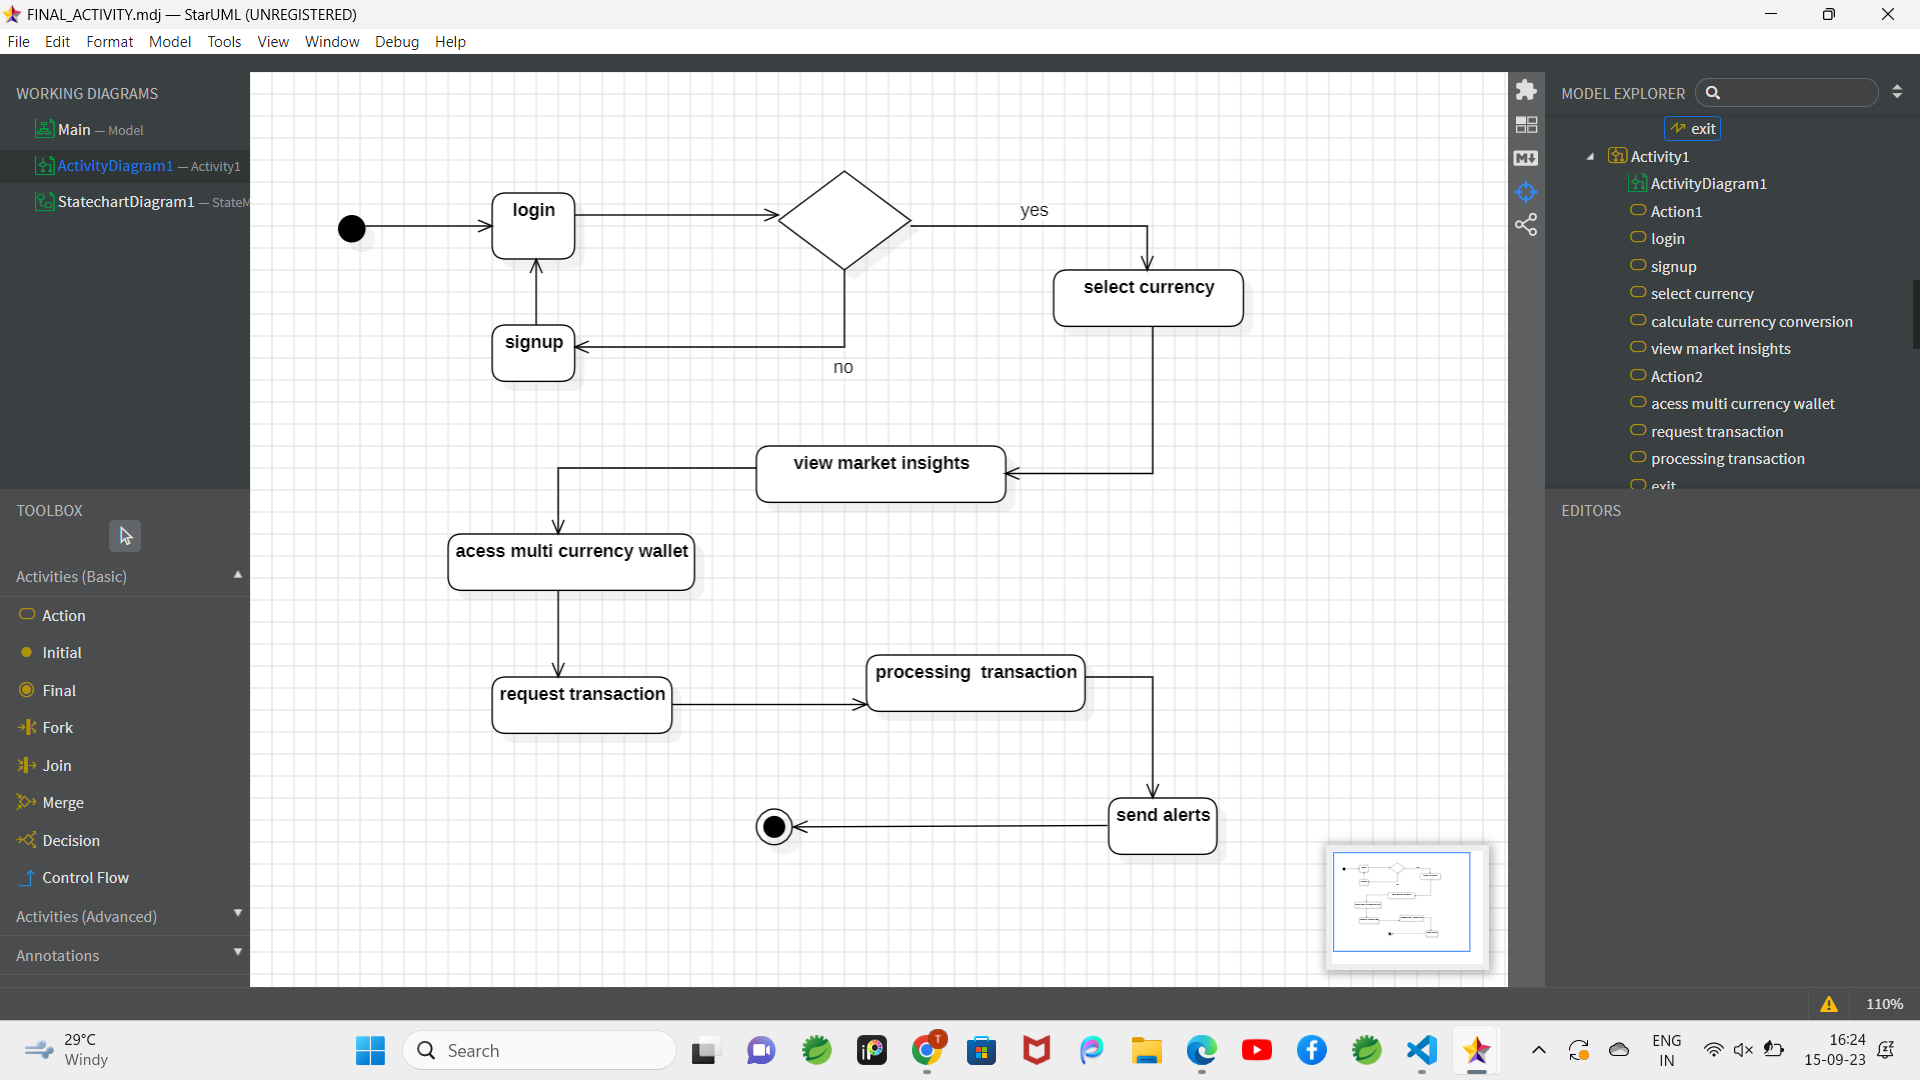 FINAL_ACTIVITY.mdj — StarUML (UNREGISTERED)
File Edit Format Model Tools View Window Debug Help
WORKING DIAGRAMS
Main — Model
ActivityDiagram1 — Activity1
StatechartDiagram1 — StateM
TOOLBOX
Activities (Basic)
Action
Initial
Final
Fork
Join
Merge
Decision
Control Flow
Activities (Advanced)
Annotations
login
yes
select currency
signup
no
view market insights
acess multi currency wallet
request transaction
processing  transaction
send alerts
M↓
MODEL EXPLORER
exit
Activity1
ActivityDiagram1
Action1
login
signup
select currency
calculate currency conversion
view market insights
Action2
acess multi currency wallet
request transaction
processing transaction
exit
EDITORS
110%
29°C
Windy
Search
T
ENG
IN
16:24
15-09-23